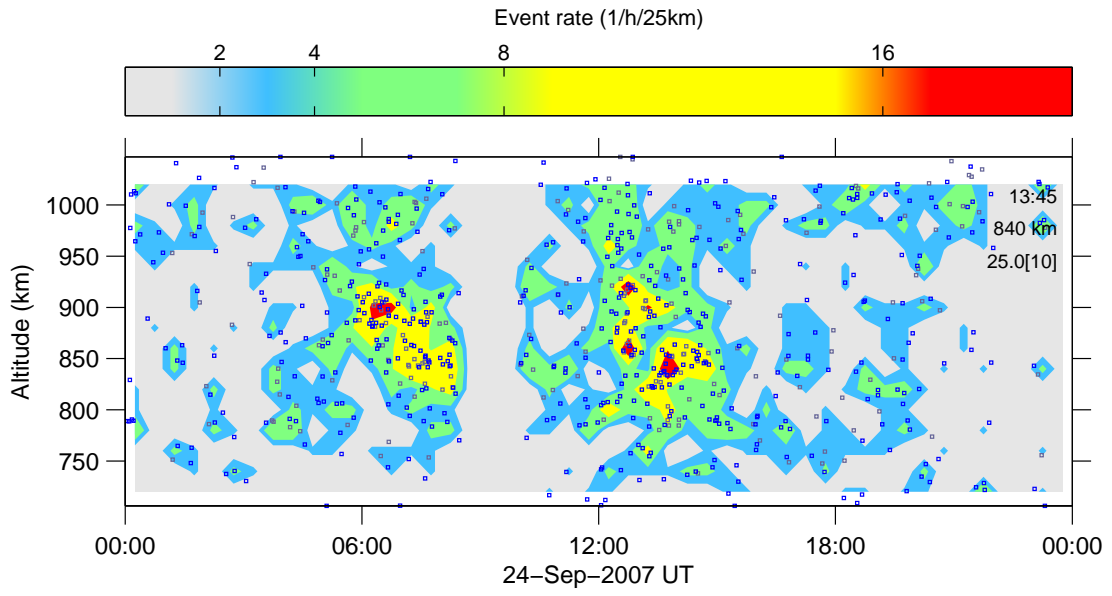 Event rate (1/h/25km)
2 4 8 16
1000
950
900
850
800
750
Altitude (km)
13:45
840 km
25.0[10]
00:00 06:00 12:00 18:00 00:00
24−Sep−2007 UT